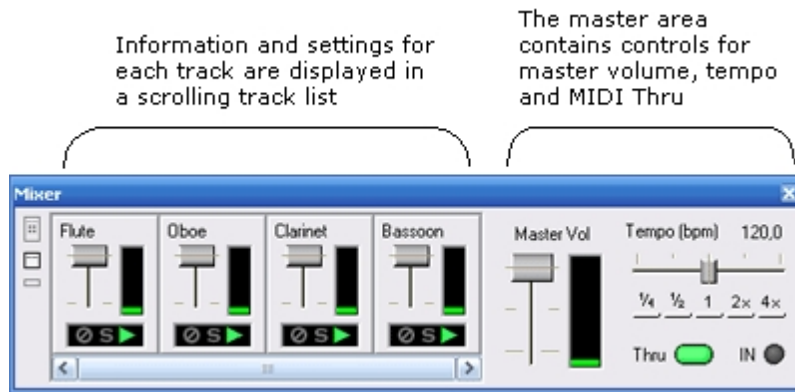 Information and settings for
each track are displayed in
a scrolling track list
The master area
contains controls for
master volume, tempo
and MIDI Thru
Mixer
Flute
Oboe
Clarinet
Bassoon
S
S
S
S
Master Vol
Tempo (bpm) 120,0
¼ ½ 1 2× 4×
Thru IN